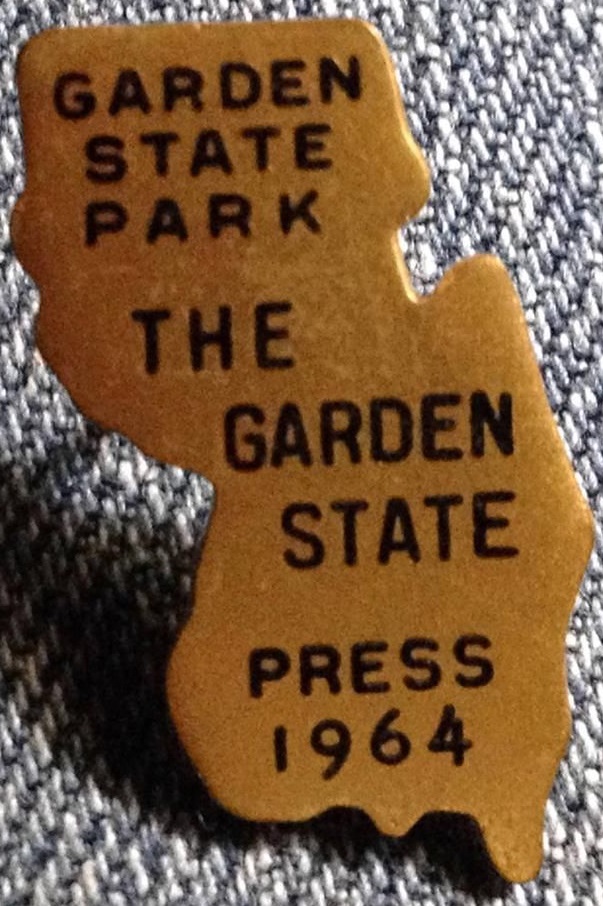 GARDEN
STATE
PARK
THE
GARDEN
STATE
PRESS
1964